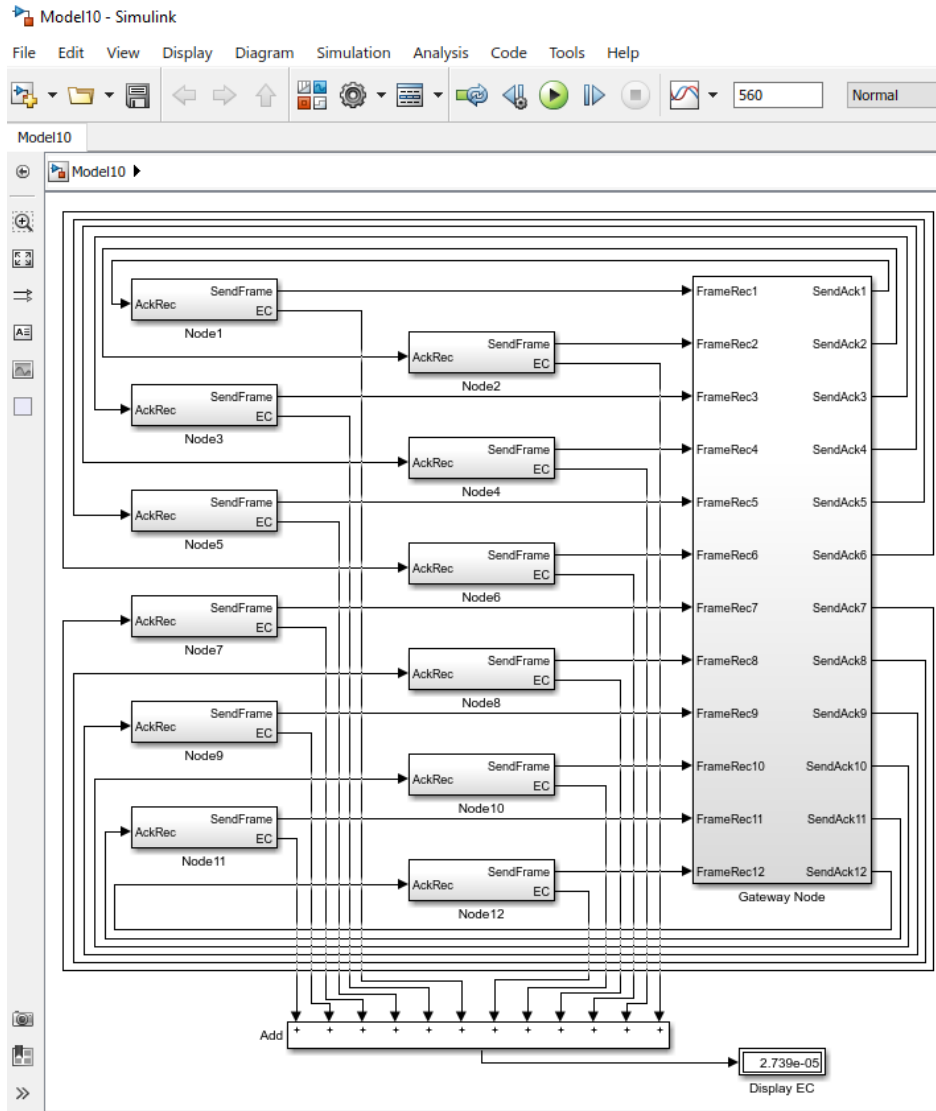 Model10 - Simulink
File Edit View Display Diagram Simulation Analysis Code Tools Help
560 Normal
Model10
Model10
SendFrame
AckRec
EC
Node1
SendFrame
AckRec
EC
Node2
SendFrame
AckRec
EC
Node3
SendFrame
AckRec
EC
Node4
SendFrame
AckRec
EC
Node5
SendFrame
AckRec
EC
Node6
SendFrame
AckRec
EC
Node7
SendFrame
AckRec
EC
Node8
SendFrame
AckRec
EC
Node9
SendFrame
AckRec
EC
Node10
SendFrame
AckRec
EC
Node11
SendFrame
AckRec
EC
Node12
FrameRec1 SendAck1
FrameRec2 SendAck2
FrameRec3 SendAck3
FrameRec4 SendAck4
FrameRec5 SendAck5
FrameRec6 SendAck6
FrameRec7 SendAck7
FrameRec8 SendAck8
FrameRec9 SendAck9
FrameRec10 SendAck10
FrameRec11 SendAck11
FrameRec12 SendAck12
Gateway Node
Add
+ + + + + + + + + + + +
2.739e-05
Display EC